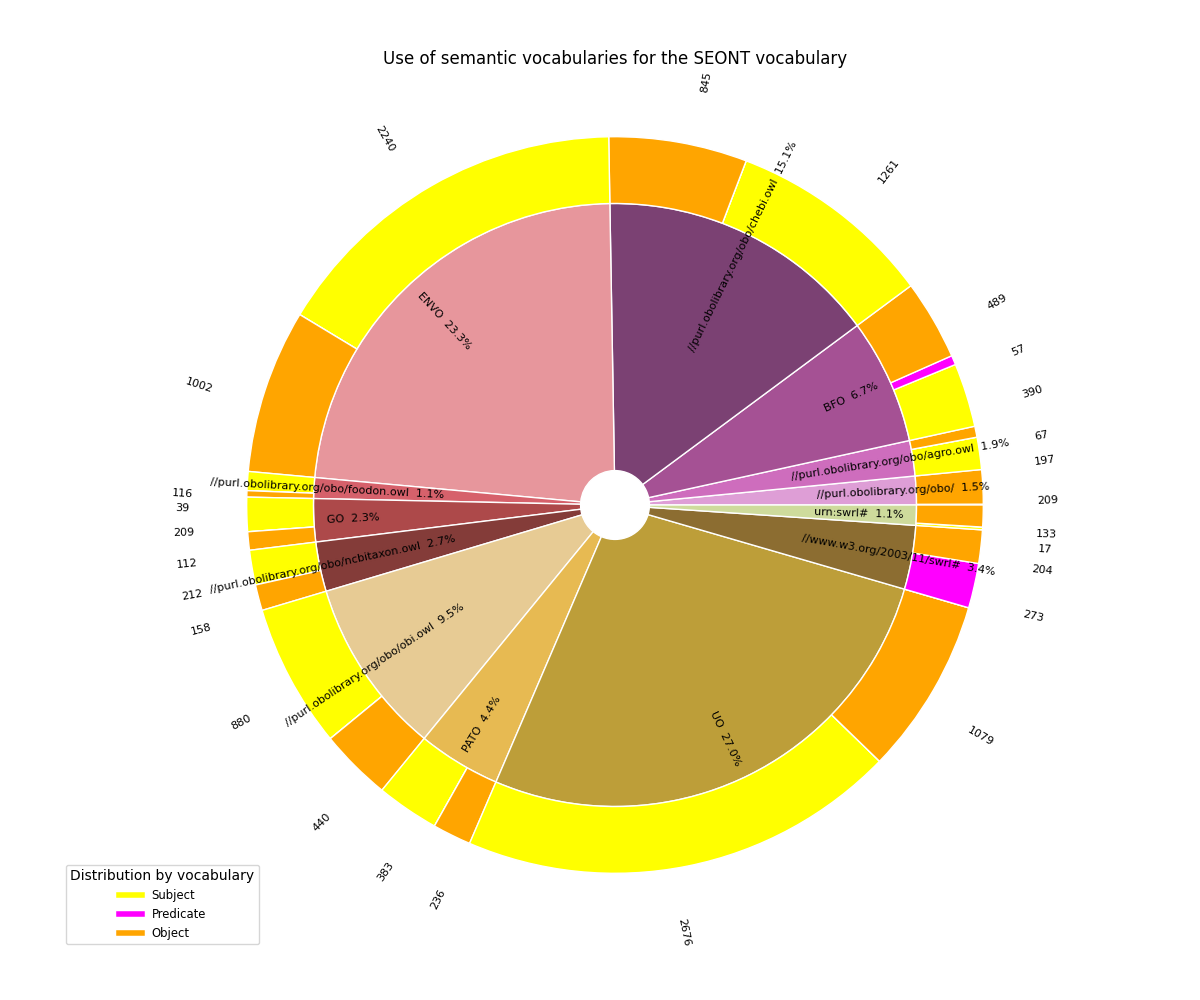 Use of semantic vocabularies for the SEONT vocabulary
845
2240
1261
//purl.obolibrary.org/obo/chebi.owl  15.1%
489
ENVO  23.3%
57
1002
390
BFO  6.7%
67
//purl.obolibrary.org/obo/agro.owl  1.9%
197
//purl.obolibrary.org/obo/foodon.owl  1.1%
//purl.obolibrary.org/obo/  1.5%
116
209
39
GO  2.3%
urn:swrl#  1.1%
209
133
17
//purl.obolibrary.org/obo/ncbitaxon.owl  2.7%
//www.w3.org/2003/11/swrl#  3.4%
112
204
212
273
158
//purl.obolibrary.org/obo/obi.owl  9.5%
880
PATO  4.4%
UO  27.0%
1079
440
383
236
2676
Distribution by vocabulary
Subject
Predicate
Object